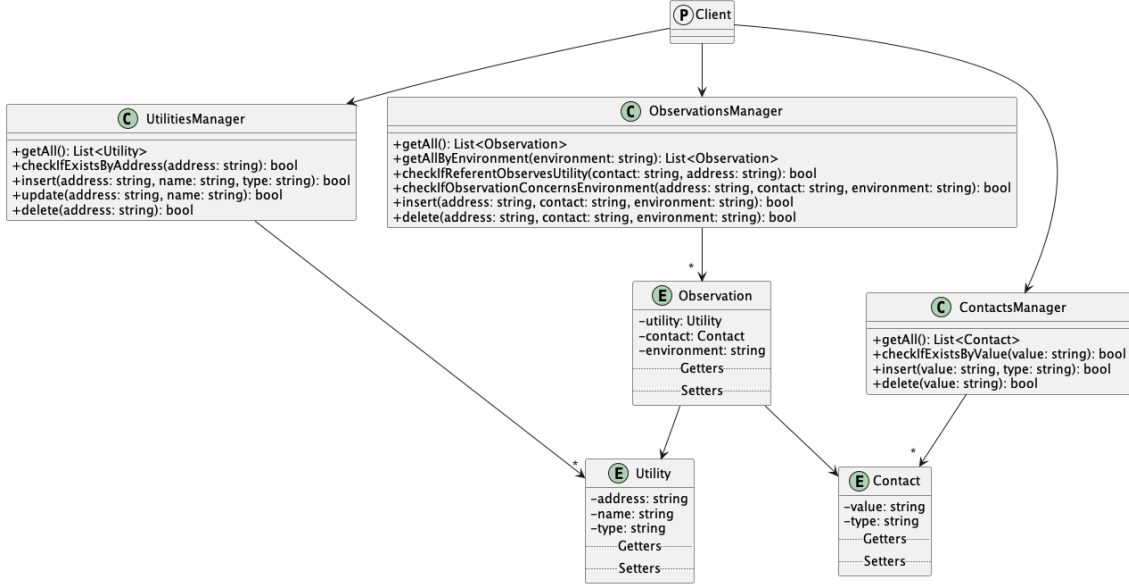 P Client
C UtilitiesManager
+getAll(): List<Utility>
+checkIfExistsByAddress(address: string): bool
+insert(address: string, name: string, type: string): bool
+update(address: string, name: string): bool
+delete(address: string): bool
C ObservationsManager
+getAll(): List<Observation>
+getAllByEnvironment(environment: string): List<Observation>
+checkIfReferentObservesUtility(contact: string, address: string): bool
+checkIfObservationConcernsEnvironment(address: string, contact: string, environment: string): bool
+insert(address: string, contact: string, environment: string): bool
+delete(address: string, contact: string, environment: string): bool
*
E Observation
-utility: Utility
-contact: Contact
-environment: string
Getters
Setters
C ContactsManager
+getAll(): List<Contact>
+checkIfExistsByValue(value: string): bool
+insert(value: string, type: string): bool
+delete(value: string): bool
*
E Utility
-address: string
-name: string
-type: string
Getters
Setters
*
E Contact
-value: string
-type: string
Getters
Setters